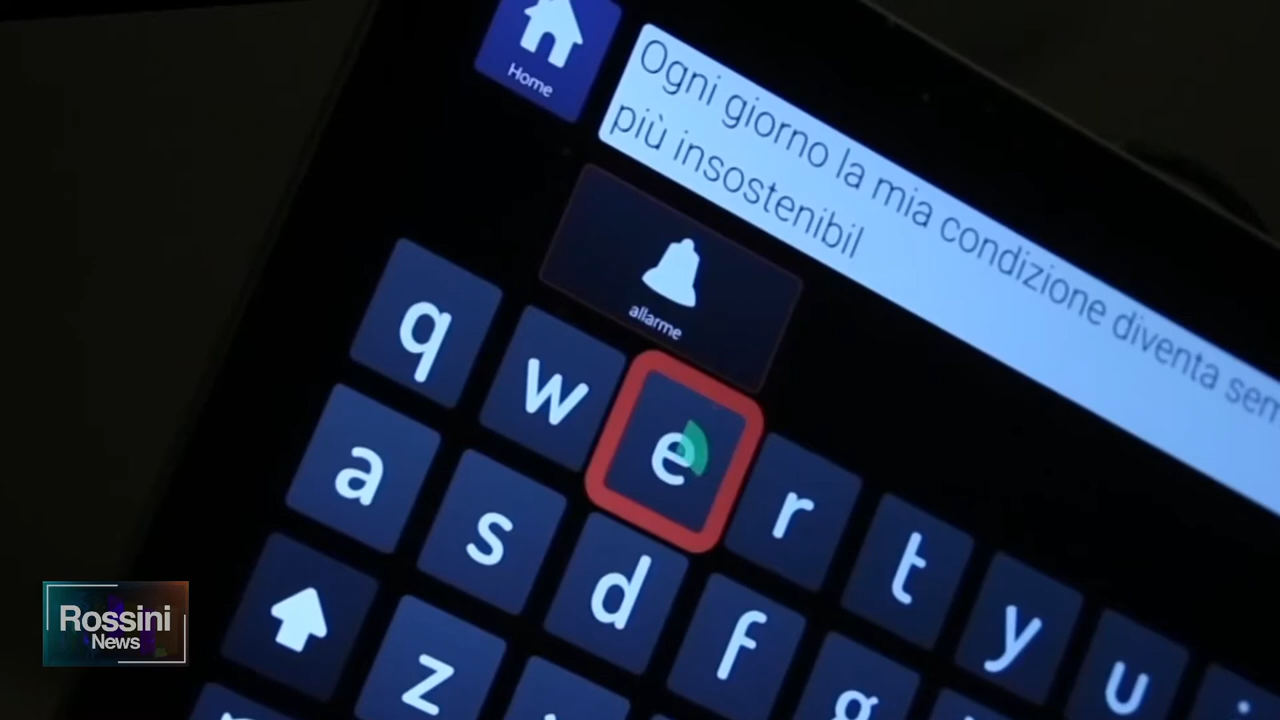 Home
Ogni giorno la mia condizione diventa sem
più insostenibil
allarme
q w e r t y u
a s d f g
z
Rossini
News